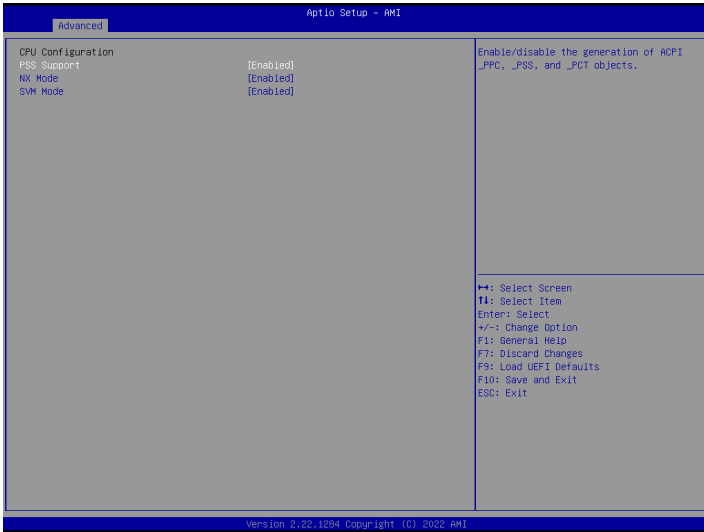 Aptio Setup - AMI
Advanced
CPU Configuration
PSS Support [Enabled]
NX Mode [Enabled]
SVM Mode [Enabled]
Enable/disable the generation of ACPI
_PPC, _PSS, and _PCT objects.
↔: Select Screen
↑↓: Select Item
Enter: Select
+/-: Change Option
F1: General Help
F7: Discard Changes
F9: Load UEFI Defaults
F10: Save and Exit
ESC: Exit
Version 2.22.1284 Copyright (C) 2022 AMI